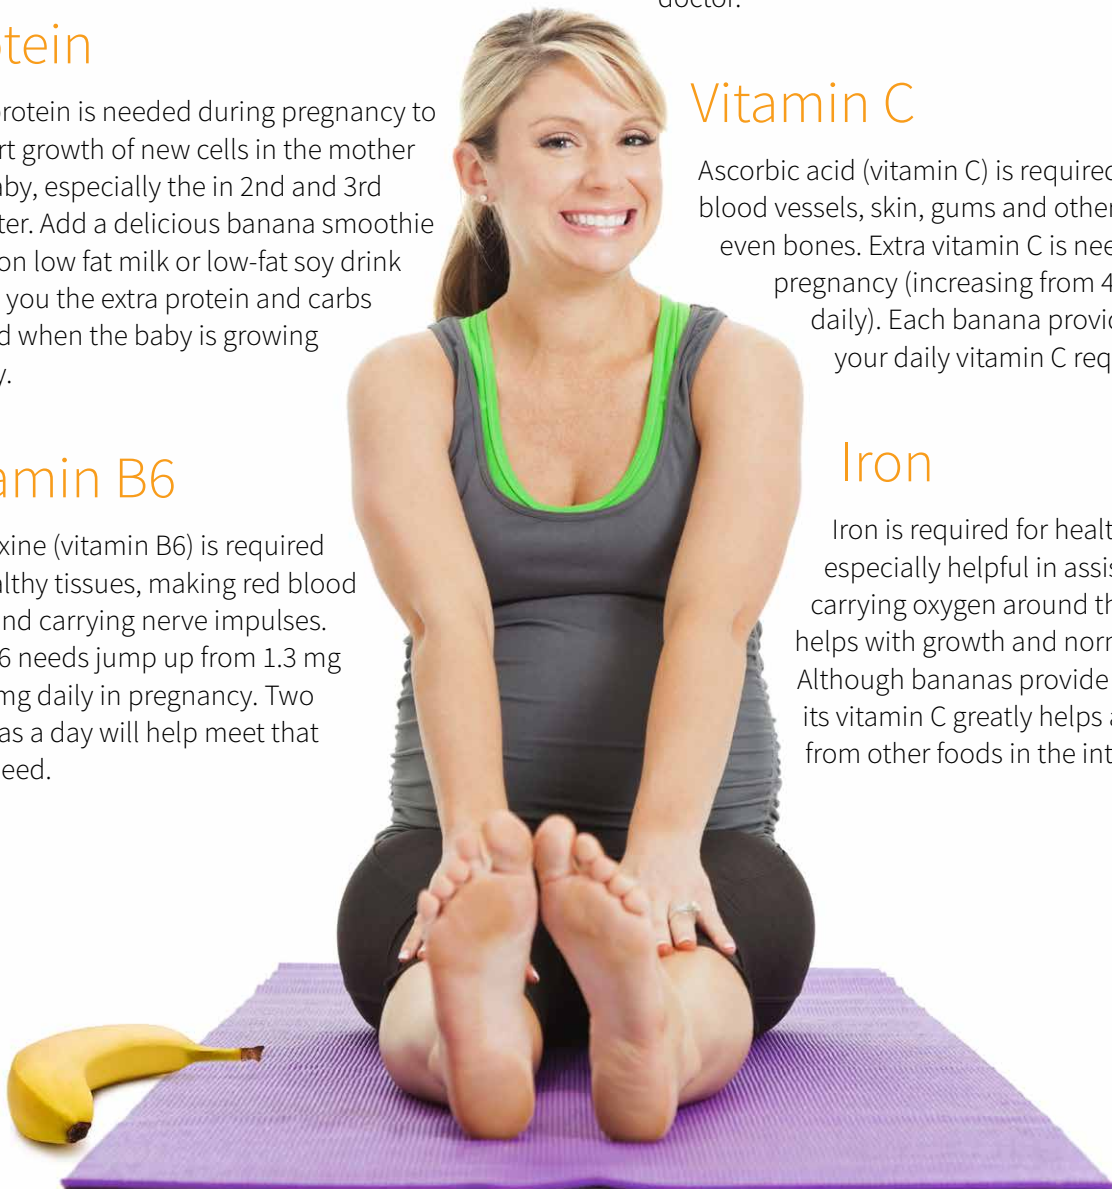 doctor.
tein
rotein is needed during pregnancy to
rt growth of new cells in the mother
aby, especially the in 2nd and 3rd
ter. Add a delicious banana smoothie
on low fat milk or low-fat soy drink
you the extra protein and carbs
d when the baby is growing
y.
amin B6
xine (vitamin B6) is required
althy tissues, making red blood
nd carrying nerve impulses.
6 needs jump up from 1.3 mg
mg daily in pregnancy. Two
as a day will help meet that
eed.
Vitamin C
Ascorbic acid (vitamin C) is required
blood vessels, skin, gums and other
even bones. Extra vitamin C is nee
pregnancy (increasing from 4
daily). Each banana provid
your daily vitamin C req
Iron
Iron is required for healt
especially helpful in assis
carrying oxygen around th
helps with growth and norr
Although bananas provide
its vitamin C greatly helps a
from other foods in the int